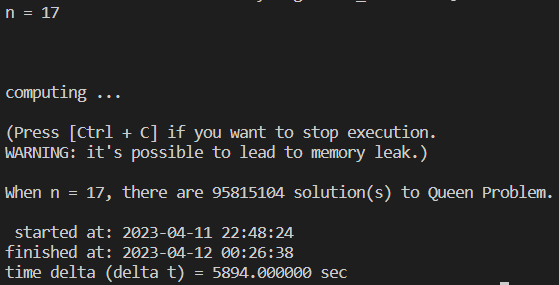 n = 17
computing ...
(Press [Ctrl + C] if you want to stop execution.
WARNING: it's possible to lead to memory leak.)
When n = 17, there are 95815104 solution(s) to Queen Problem.
started at: 2023-04-11 22:48:24
finished at: 2023-04-12 00:26:38
time delta (delta t) = 5894.000000 sec